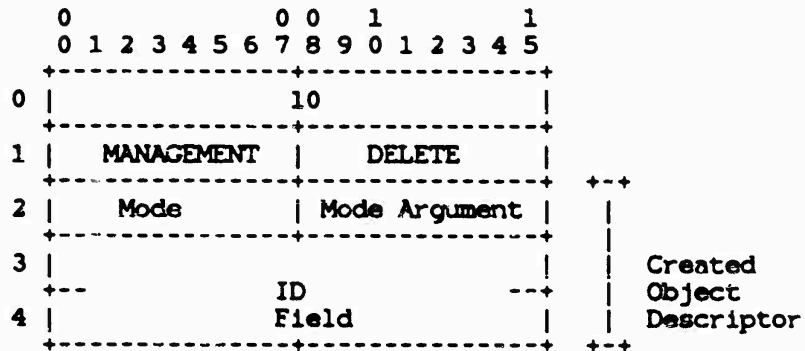 0 0 0 1 1
0 1 2 3 4 5 6 7 8 9 0 1 2 3 4 5
0 | 10 |
1 | MANAGEMENT | DELETE |
2 | Mode | Mode Argument | |
3 | | | Created
+-- ID --+ | Object
4 | Field | | Descriptor